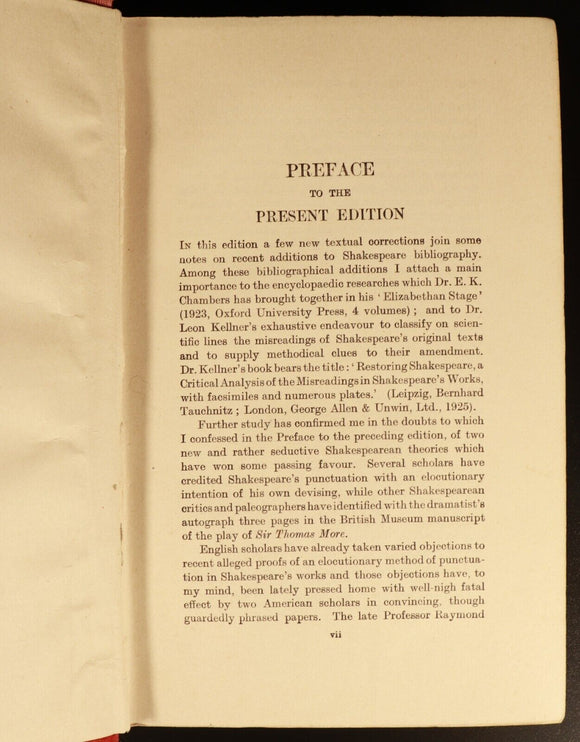 PREFACE
TO THE
PRESENT EDITION
IN this edition a few new textual corrections join some
notes on recent additions to Shakespeare bibliography.
Among these bibliographical additions I attach a main
importance to the encyclopaedic researches which Dr. E. K.
Chambers has brought together in his ‘Elizabethan Stage’
(1923, Oxford University Press, 4 volumes) ; and to Dr.
Leon Kellner's exhaustive endeavour to classify on scien-
tific lines the misreadings of Shakespeare's original texts
and to supply methodical clues to their amendment.
Dr. Kellner's book bears the title: ‘Restoring Shakespeare, a
Critical Analysis of the Misreadings in Shakespeare's Works,
with facsimiles and numerous plates.’ (Leipzig, Bernhard
Tauchnitz ; London, George Allen & Unwin, Ltd., 1925).
Further study has confirmed me in the doubts to which
I confessed in the Preface to the preceding edition, of two
new and rather seductive Shakespearean theories which
have won some passing favour. Several scholars have
credited Shakespeare's punctuation with an elocutionary
intention of his own devising, while other Shakespearean
critics and paleographers have identified with the dramatist's
autograph three pages in the British Museum manuscript
of the play of Sir Thomas More.
English scholars have already taken varied objections to
recent alleged proofs of an elocutionary method of punctua-
tion in Shakespeare's works and those objections have, to
my mind, been lately pressed home with well-nigh fatal
effect by two American scholars in convincing, though
guardedly phrased papers. The late Professor Raymond
vii